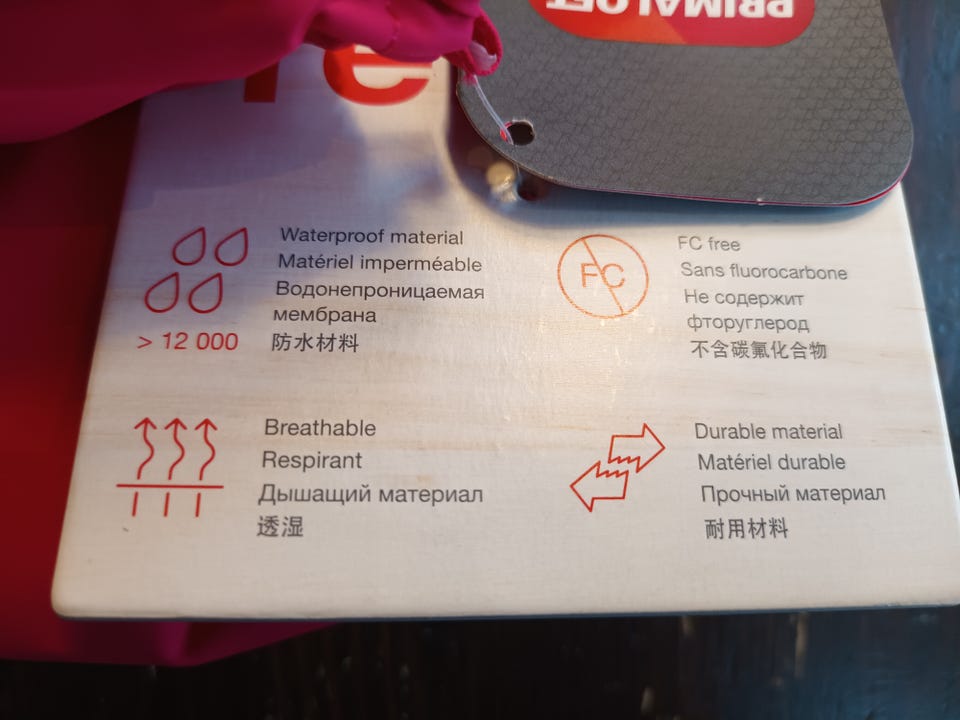 PRIMALOFT
re
Waterproof material
Matériel imperméable
Водонепроницаемая
мембрана
防水材料
> 12 000
FC
FC free
Sans fluorocarbone
Не содержит
фторуглерод
不含碳氟化合物
Breathable
Respirant
Дышащий материал
透湿
Durable material
Matériel durable
Прочный материал
耐用材料